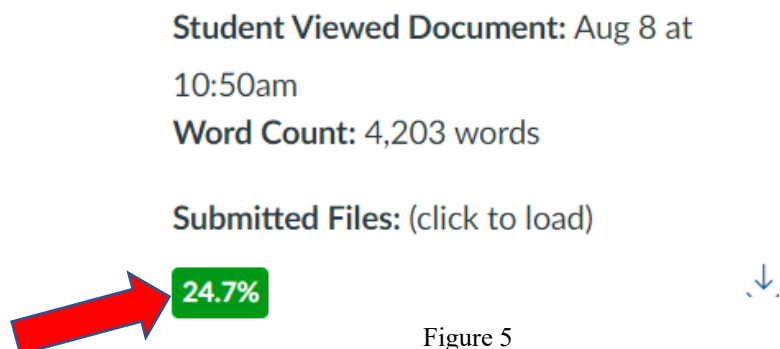 Student Viewed Document: Aug 8 at
10:50am
Word Count: 4,203 words
Submitted Files: (click to load)
24.7%
Figure 5